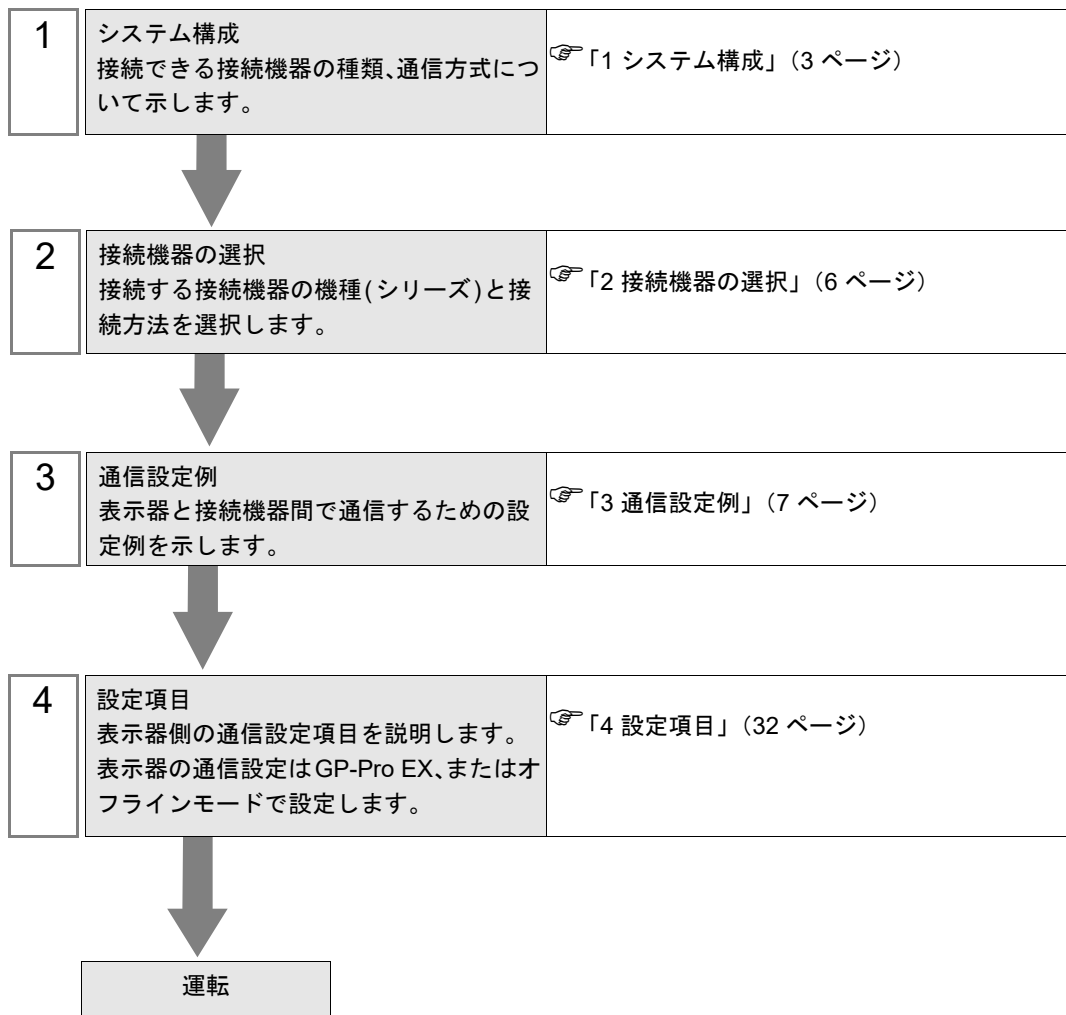 1
システム構成
接続できる接続機器の種類、通信方式につ
いて示します。
☞「1 システム構成」（3 ページ）
2
接続機器の選択
接続する接続機器の機種(シリーズ)と接
続方法を選択します。
☞「2 接続機器の選択」（6 ページ）
3
通信設定例
表示器と接続機器間で通信するための設
定例を示します。
☞「3 通信設定例」（7 ページ）
4
設定項目
表示器側の通信設定項目を説明します。
表示器の通信設定はGP-Pro EX、またはオ
フラインモードで設定します。
☞「4 設定項目」（32 ページ）
運転